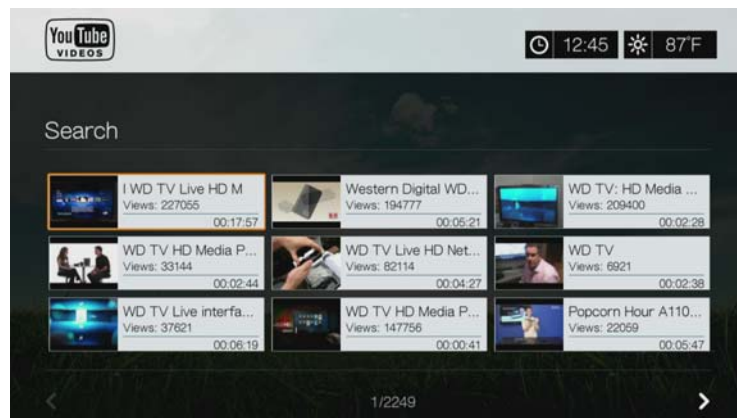 You Tube
VIDEOS
12:45
87°F
Search
I WD TV Live HD M
Views: 227055
00:17:57
Western Digital WD...
Views: 194777
00:05:21
WD TV: HD Media ...
Views: 209400
00:02:28
WD TV HD Media P...
Views: 33144
00:02:44
WD TV Live HD Net...
Views: 82114
00:04:27
WD TV
Views: 6921
00:02:38
WD TV Live interfa...
Views: 37621
00:06:19
WD TV HD Media P...
Views: 147756
00:00:41
Popcorn Hour A110...
Views: 22059
00:05:47
1/2249